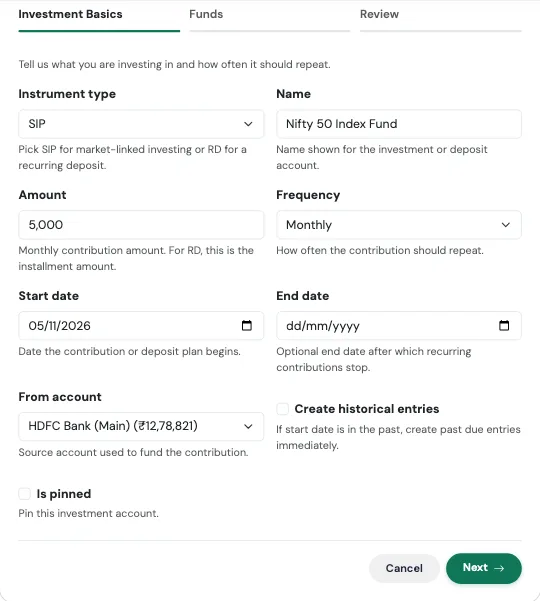 Investment Basics
Funds
Review
Tell us what you are investing in and how often it should repeat.
Instrument type
Name
SIP
Nifty 50 Index Fund
Pick SIP for market-linked investing or RD for a
recurring deposit.
Name shown for the investment or deposit
account.
Amount
Frequency
5,000
Monthly
Monthly contribution amount. For RD, this is the
installment amount.
How often the contribution should repeat.
Start date
End date
05/11/2026
dd/mm/yyyy
Date the contribution or deposit plan begins.
Optional end date after which recurring
contributions stop.
From account
HDFC Bank (Main) (₹12,78,821)
Source account used to fund the contribution.
Create historical entries
If start date is in the past, create past due entries
immediately.
Is pinned
Pin this investment account.
Cancel
Next →